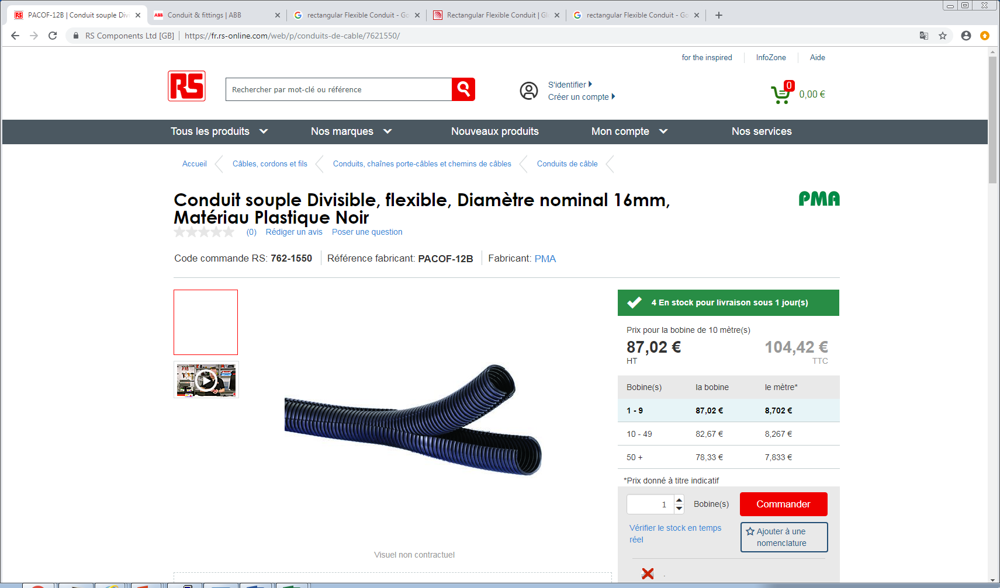 PACOF-12B | Conduit souple Divi
Conduit & fittings | ABB
rectangular Flexible Conduit - Go
Rectangular Flexible Conduit | Gl
rectangular Flexible Conduit - Go
RS Components Ltd [GB] | https://fr.rs-online.com/web/p/conduits-de-cable/7621550/
for the inspired
InfoZone
Aide
RS
Rechercher par mot-clé ou référence
S'identifier
Créer un compte
0
0,00 €
Tous les produits
Nos marques
Nouveaux produits
Mon compte
Nos services
Accueil
Câbles, cordons et fils
Conduits, chaînes porte-câbles et chemins de câbles
Conduits de câble
Conduit souple Divisible, flexible, Diamètre nominal 16mm,
Matériau Plastique Noir
PMA
(0) Rédiger un avis Poser une question
Code commande RS: 762-1550
Référence fabricant: PACOF-12B
Fabricant: PMA
4 En stock pour livraison sous 1 jour(s)
Prix pour la bobine de 10 mètre(s)
87,02 € 104,42 €
HT TTC
Bobine(s) la bobine le mètre*
1 - 9 87,02 € 8,702 €
10 - 49 82,67 € 8,267 €
50 + 78,33 € 7,833 €
*Prix donné à titre indicatif
1 Bobine(s) Commander
Vérifier le stock en temps
réel
Ajouter à une
nomenclature
Visuel non contractuel